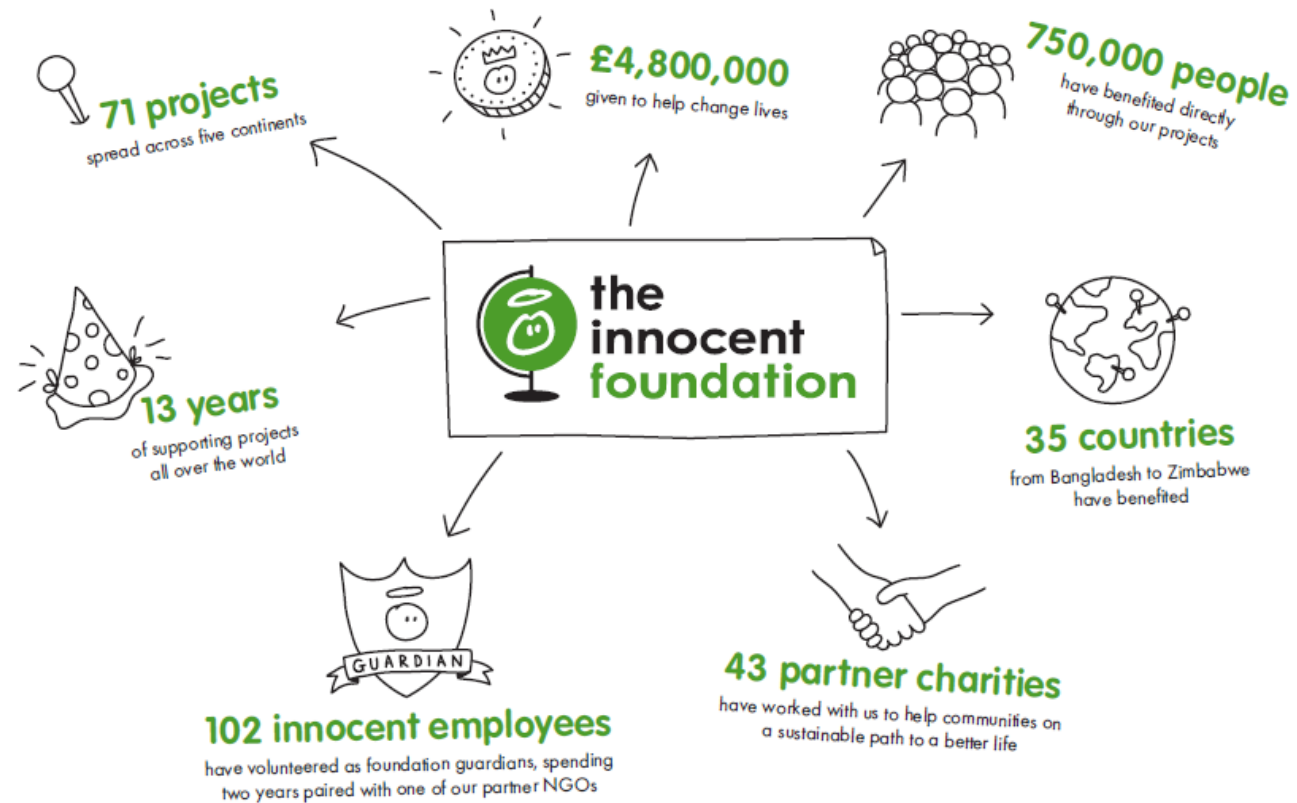 71 projects
spread across five continents
£4,800,000
given to help change lives
750,000 people
have benefited directly
through our projects
the
innocent
foundation
13 years
of supporting projects
all over the world
35 countries
from Bangladesh to Zimbabwe
have benefited
GUARDIAN
102 innocent employees
have volunteered as foundation guardians, spending
two years paired with one of our partner NGOs
43 partner charities
have worked with us to help communities on
a sustainable path to a better life